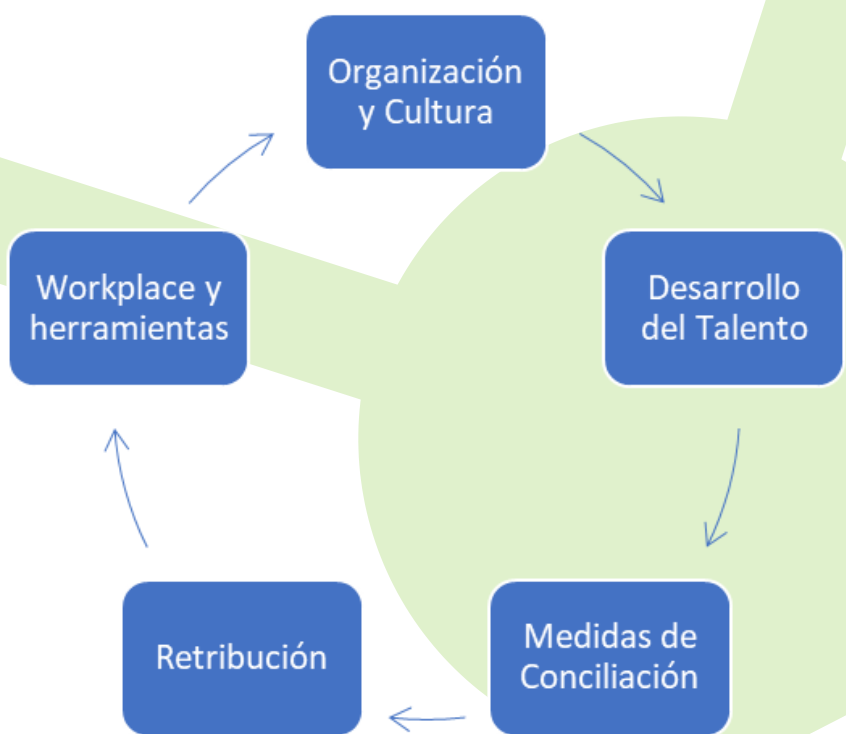 Organización
y Cultura
Desarrollo
del Talento
Medidas de
Conciliación
Retribución
Workplace y
herramientas